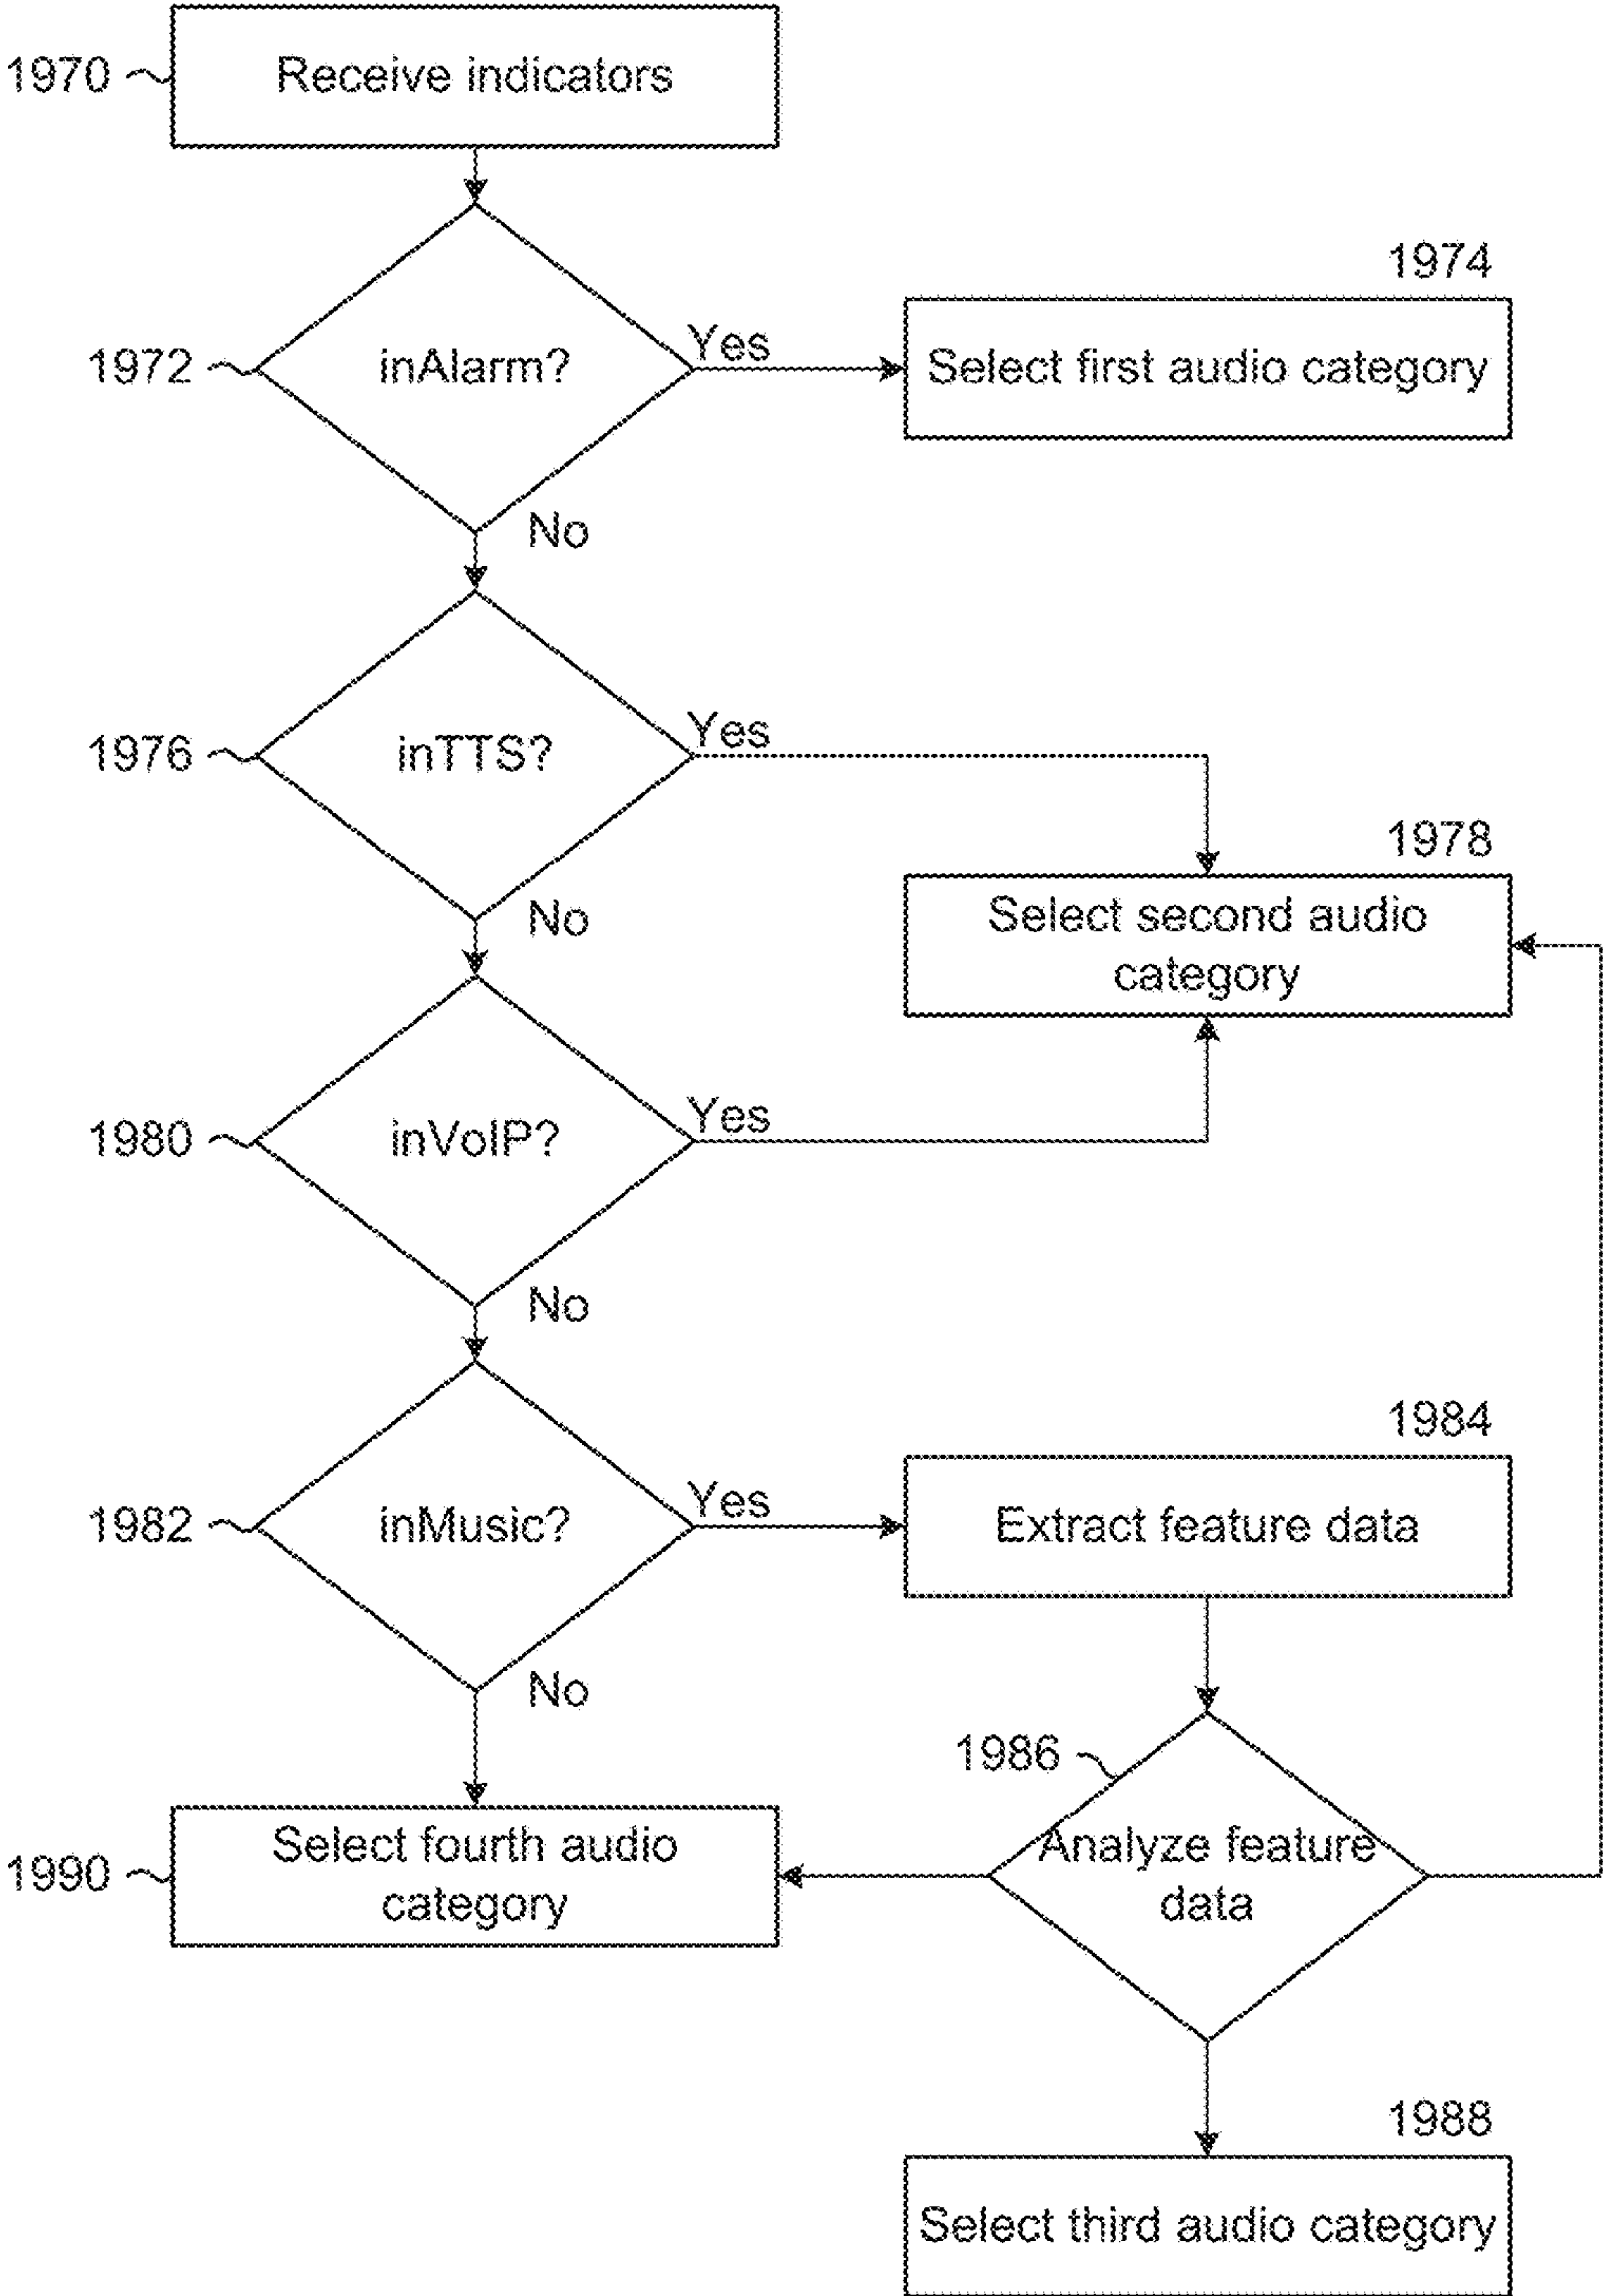 1970
Receive indicators
1974
1972
inAlarm?
Yes
Select first audio category
No
1976
inTTS?
Yes
1978
Select second audio
category
No
1980
inVoIP?
Yes
No
1984
1982
inMusic?
Yes
Extract feature data
No
1986
Analyze feature
data
1990
Select fourth audio
category
1988
Select third audio category